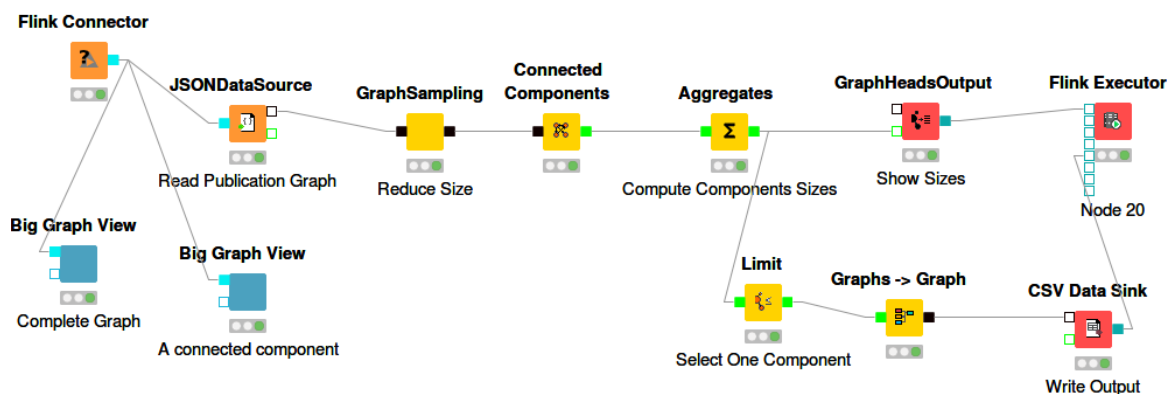 Flink Connector
JSONDataSource
Read Publication Graph
GraphSampling
Reduce Size
Connected
Components
Aggregates
Compute Components Sizes
GraphHeadsOutput
Show Sizes
Flink Executor
Node 20
Big Graph View
Complete Graph
Big Graph View
A connected component
Limit
Select One Component
Graphs -> Graph
CSV Data Sink
Write Output